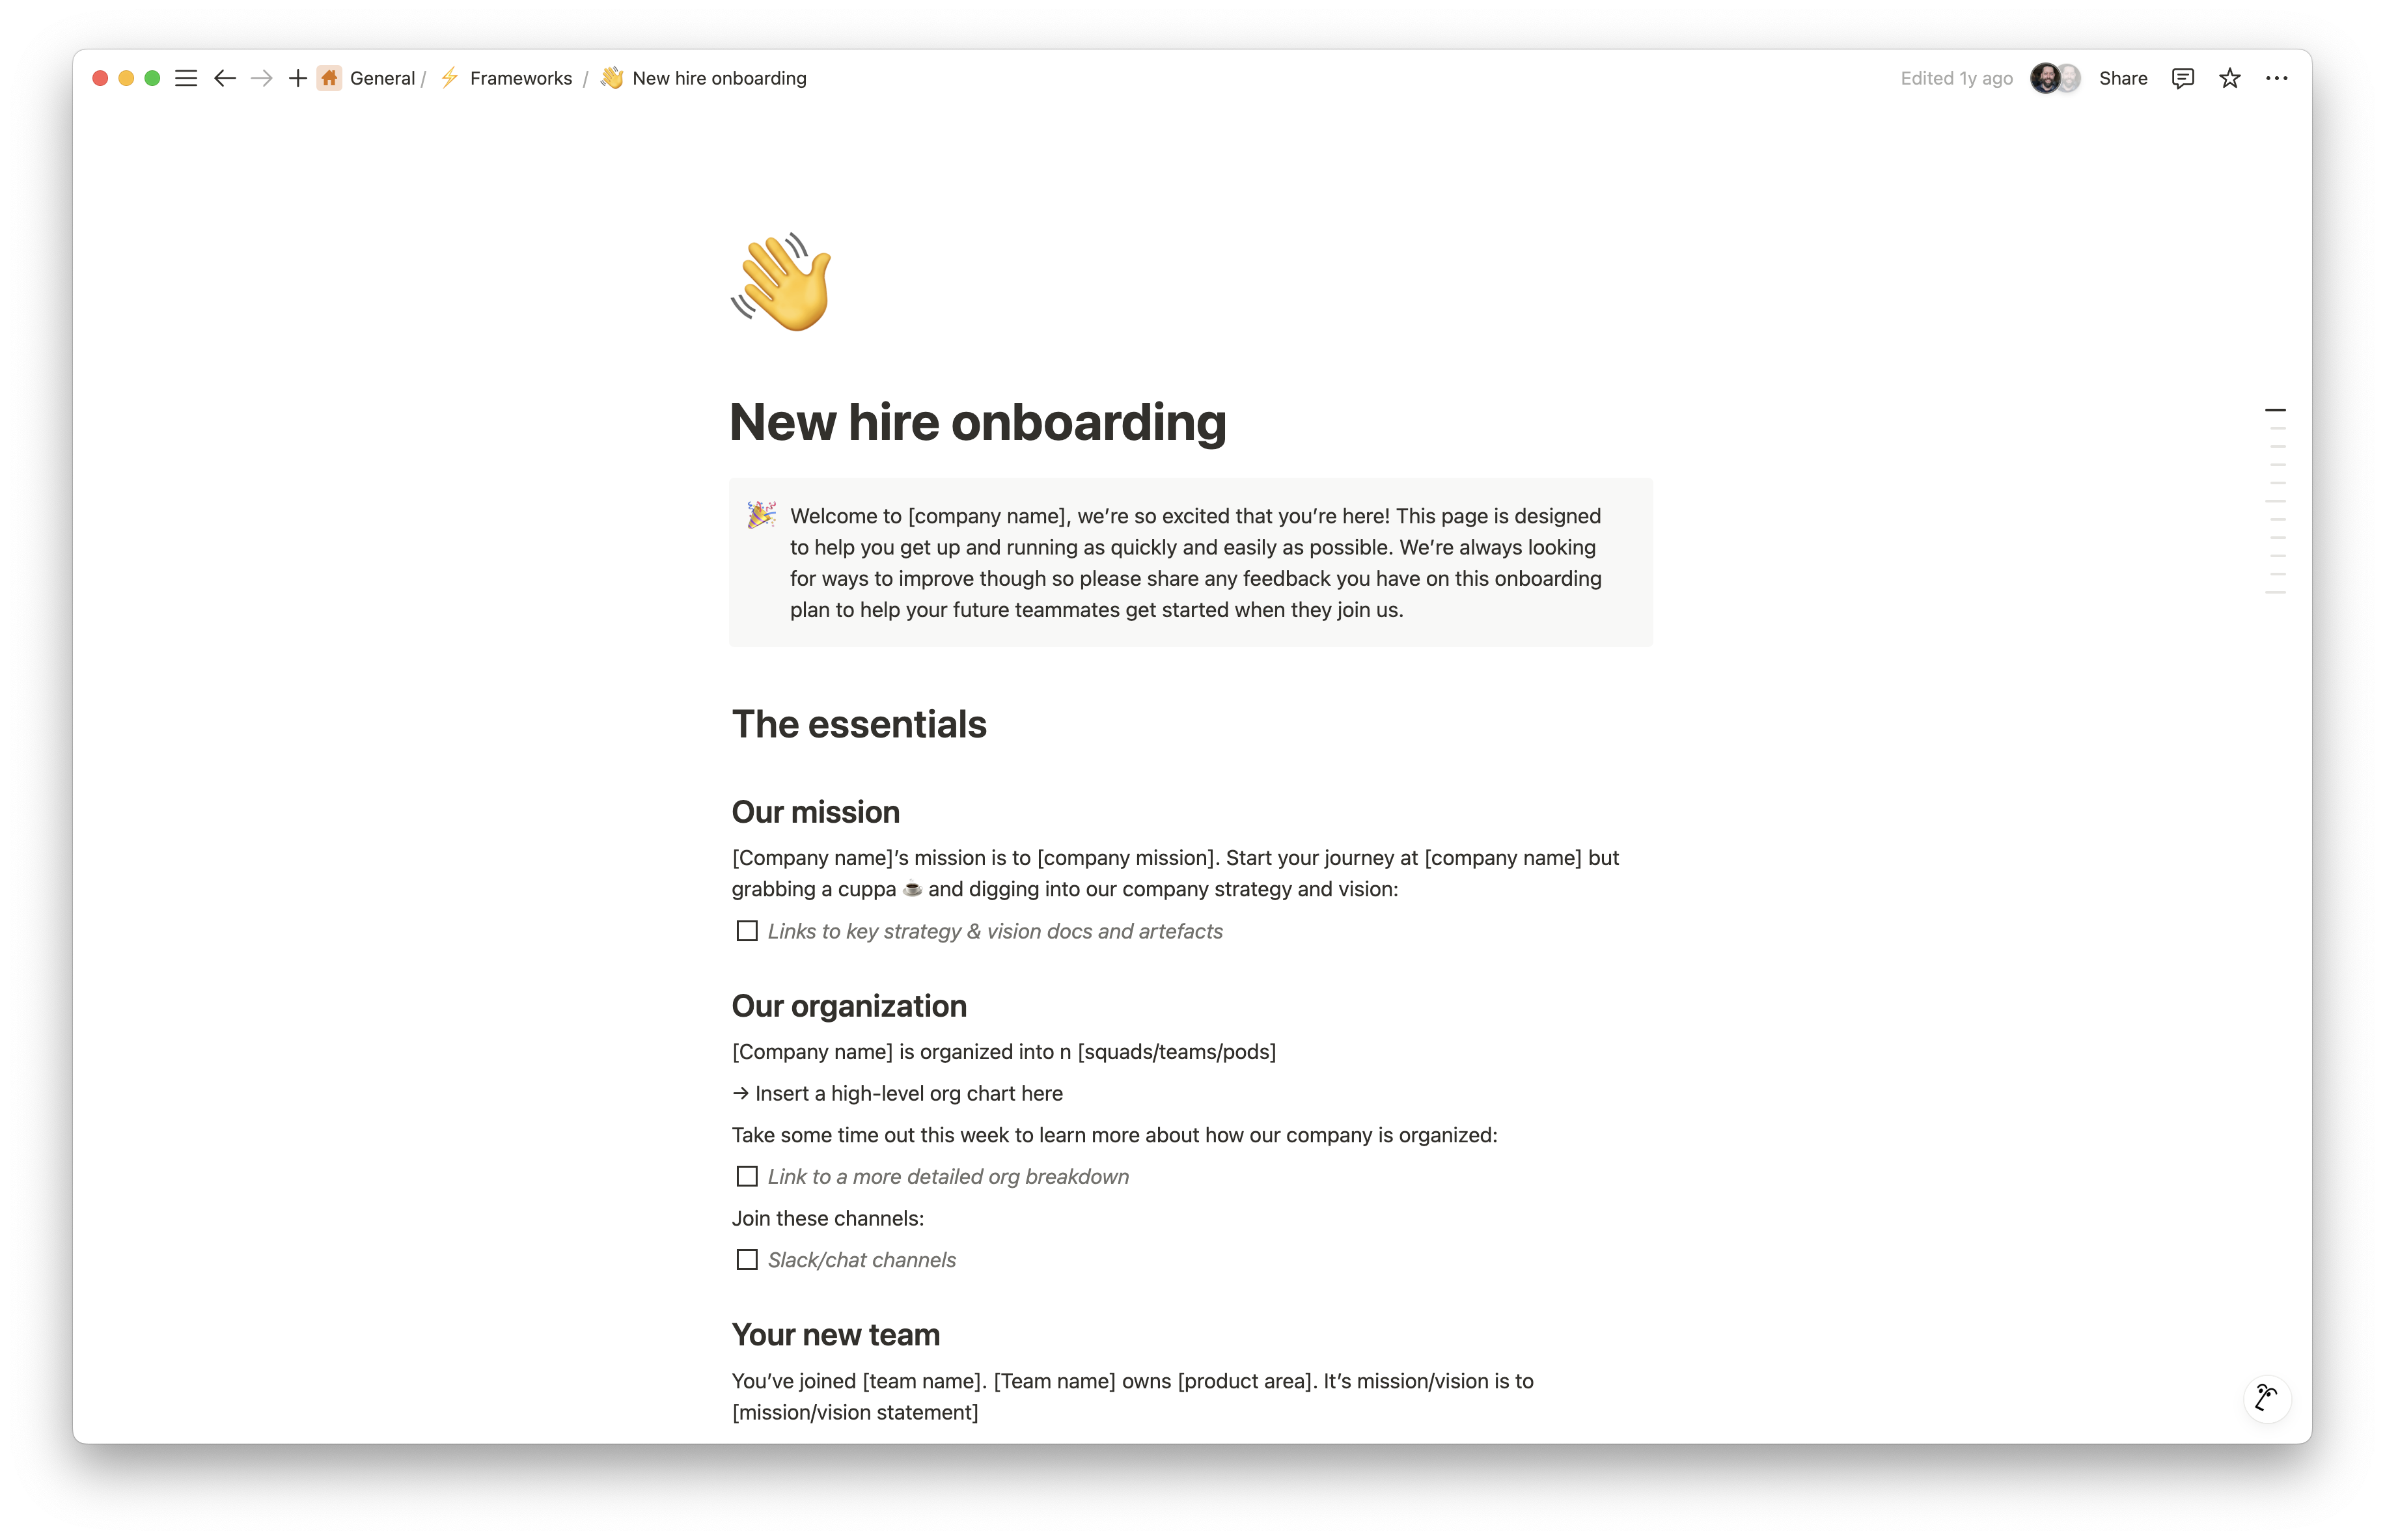 General / ⚡ Frameworks / 👋 New hire onboarding
Edited 1y ago
Share
New hire onboarding
🎉 Welcome to [company name], we’re so excited that you’re here! This page is designed
to help you get up and running as quickly and easily as possible. We’re always looking
for ways to improve though so please share any feedback you have on this onboarding
plan to help your future teammates get started when they join us.
The essentials
Our mission
[Company name]’s mission is to [company mission]. Start your journey at [company name] but
grabbing a cuppa ☕ and digging into our company strategy and vision:
Links to key strategy & vision docs and artefacts
Our organization
[Company name] is organized into n [squads/teams/pods]
→ Insert a high-level org chart here
Take some time out this week to learn more about how our company is organized:
Link to a more detailed org breakdown
Join these channels:
Slack/chat channels
Your new team
You’ve joined [team name]. [Team name] owns [product area]. It’s mission/vision is to
[mission/vision statement]